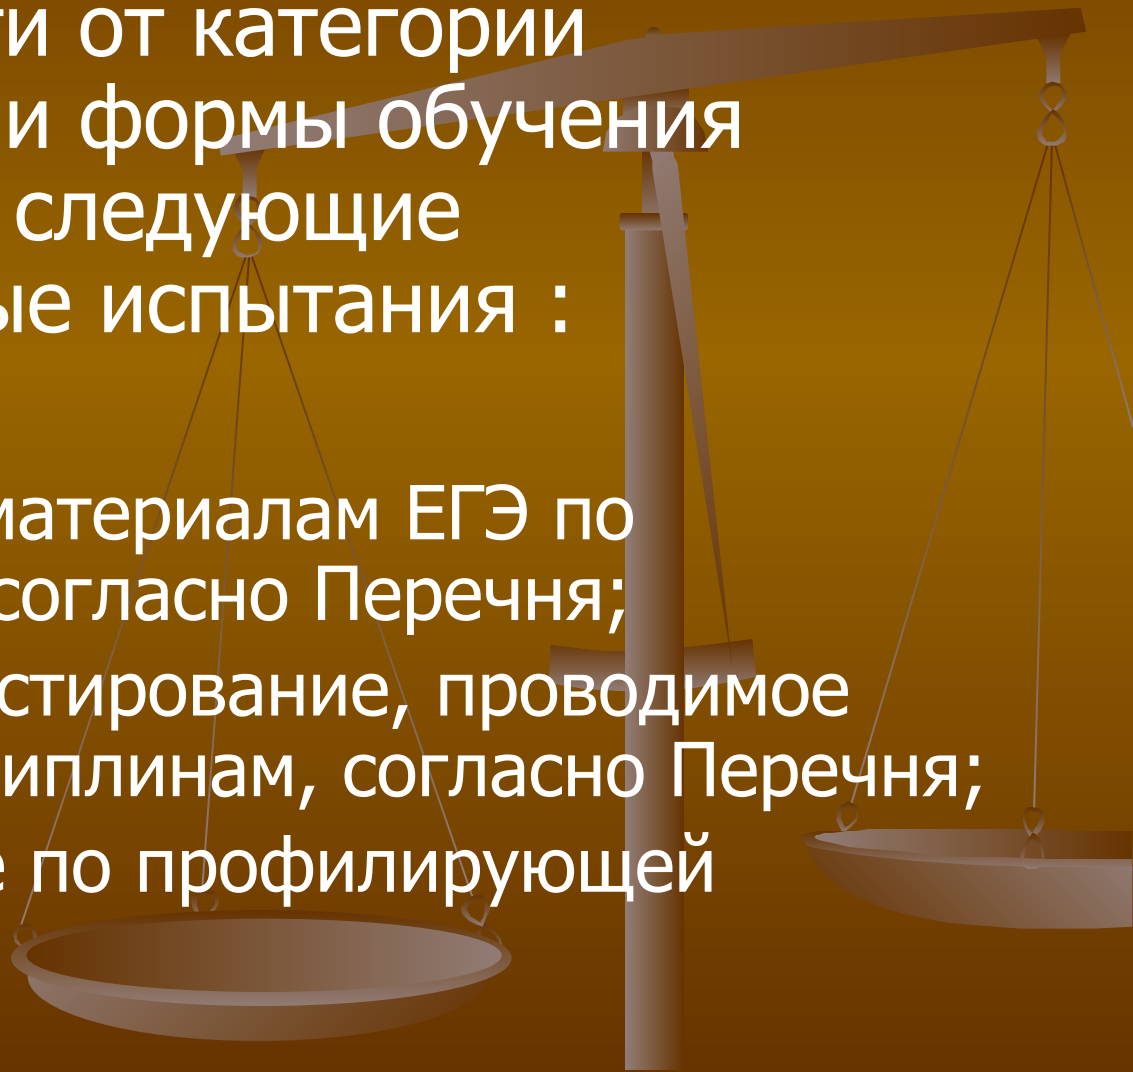 ти от категории
и формы обучения
следующие
ые испытания :
материалам ЕГЭ по
согласно Перечня;
стирование, проводимое
иплинам, согласно Перечня;
е по профилирующей